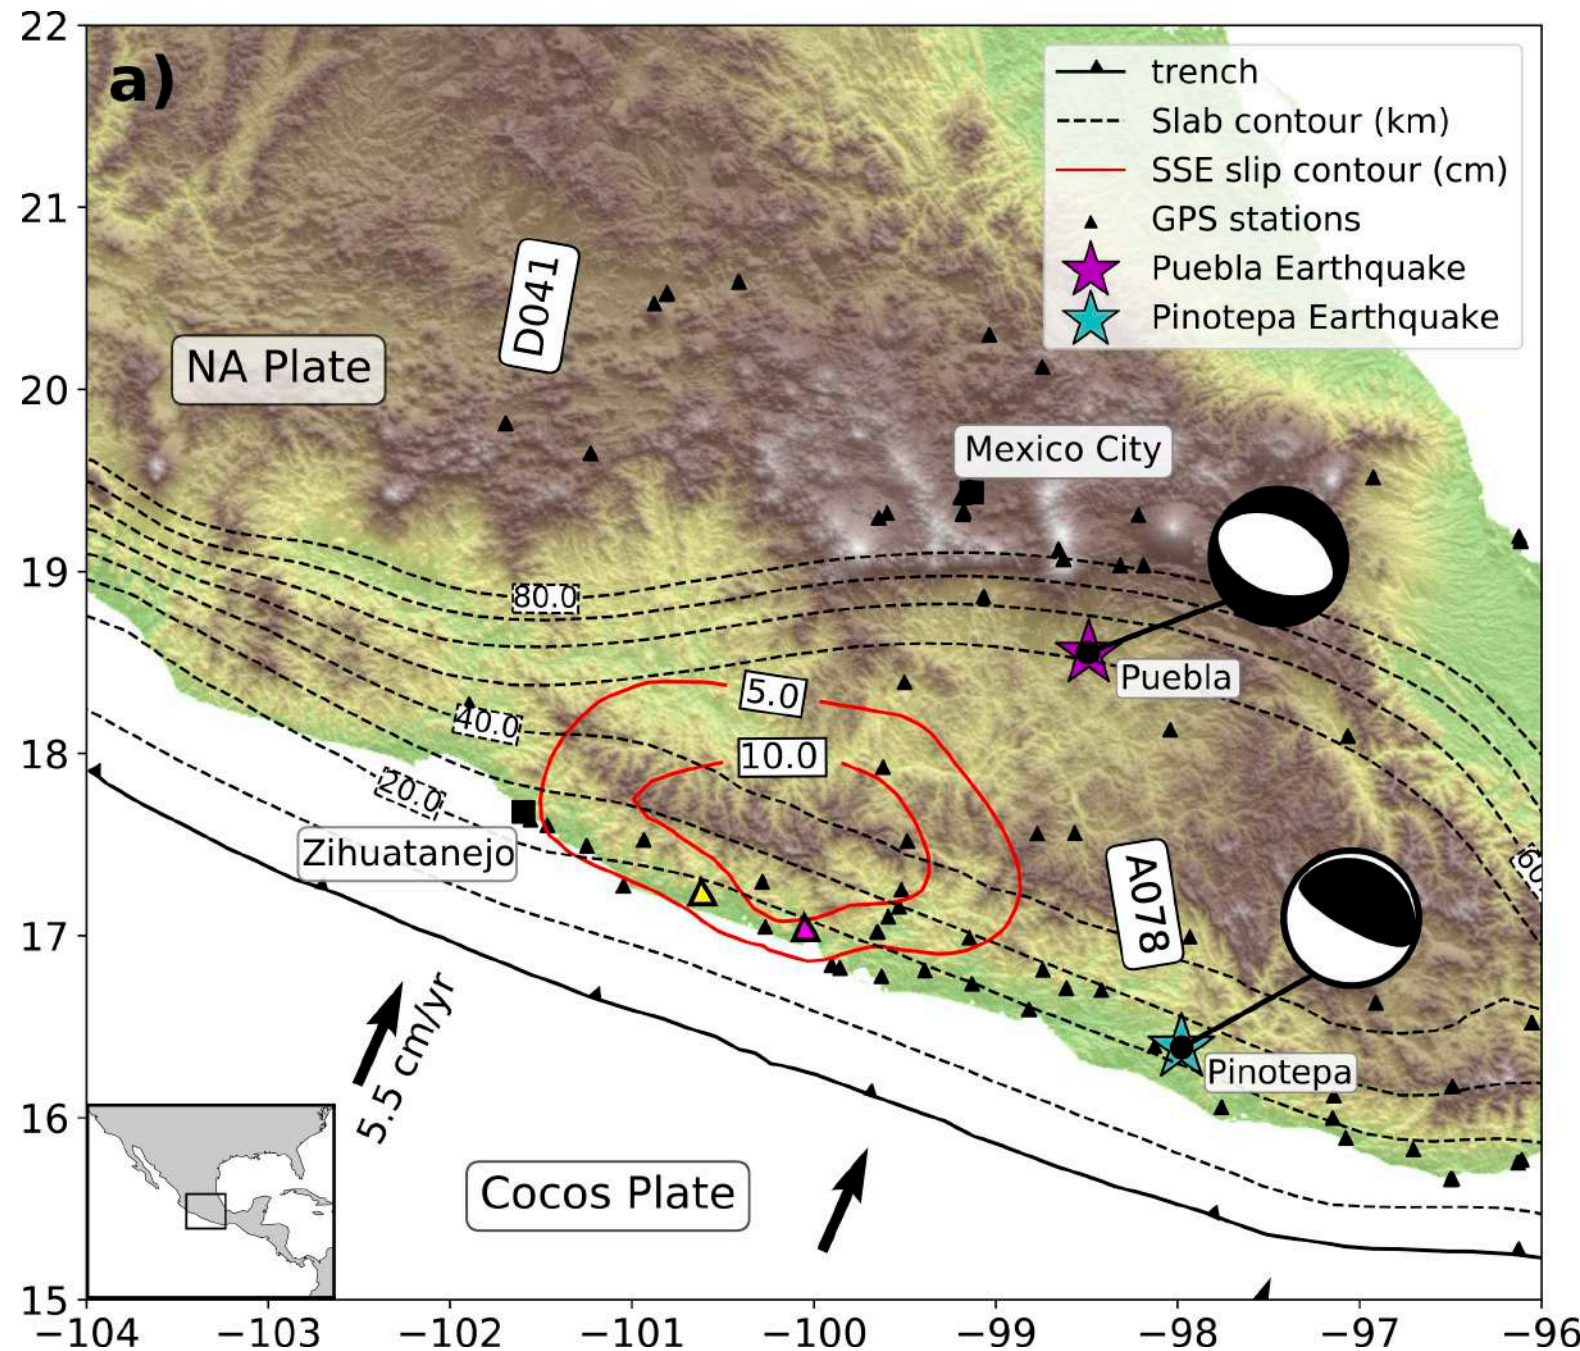 22
a)
trench
Slab contour (km)
SSE slip contour (cm)
GPS stations
Puebla Earthquake
Pinotepa Earthquake
21
D041
NA Plate
20
Mexico City
19
80.0
Puebla
5.0
40.0
18
10.0
20.0
Zihuatanejo
60.
A078
17
5.5 cm/yr
Pinotepa
16
Cocos Plate
15
−104 −103 −102 −101 −100 −99 −98 −97 −96